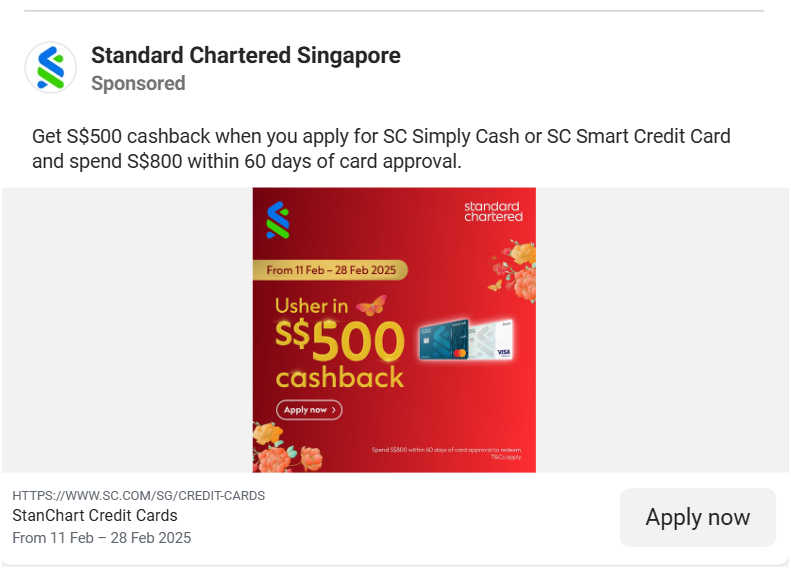 Standard Chartered Singapore
Sponsored
Get S$500 cashback when you apply for SC Simply Cash or SC Smart Credit Card
and spend S$800 within 60 days of card approval.
standard
chartered
From 11 Feb – 28 Feb 2025
Usher in
S$500
cashback
VISA
Apply now >
Spend S$800 within 60 days of card approval to redeem.
T&Cs apply.
HTTPS://WWW.SC.COM/SG/CREDIT-CARDS
StanChart Credit Cards
From 11 Feb – 28 Feb 2025
Apply now